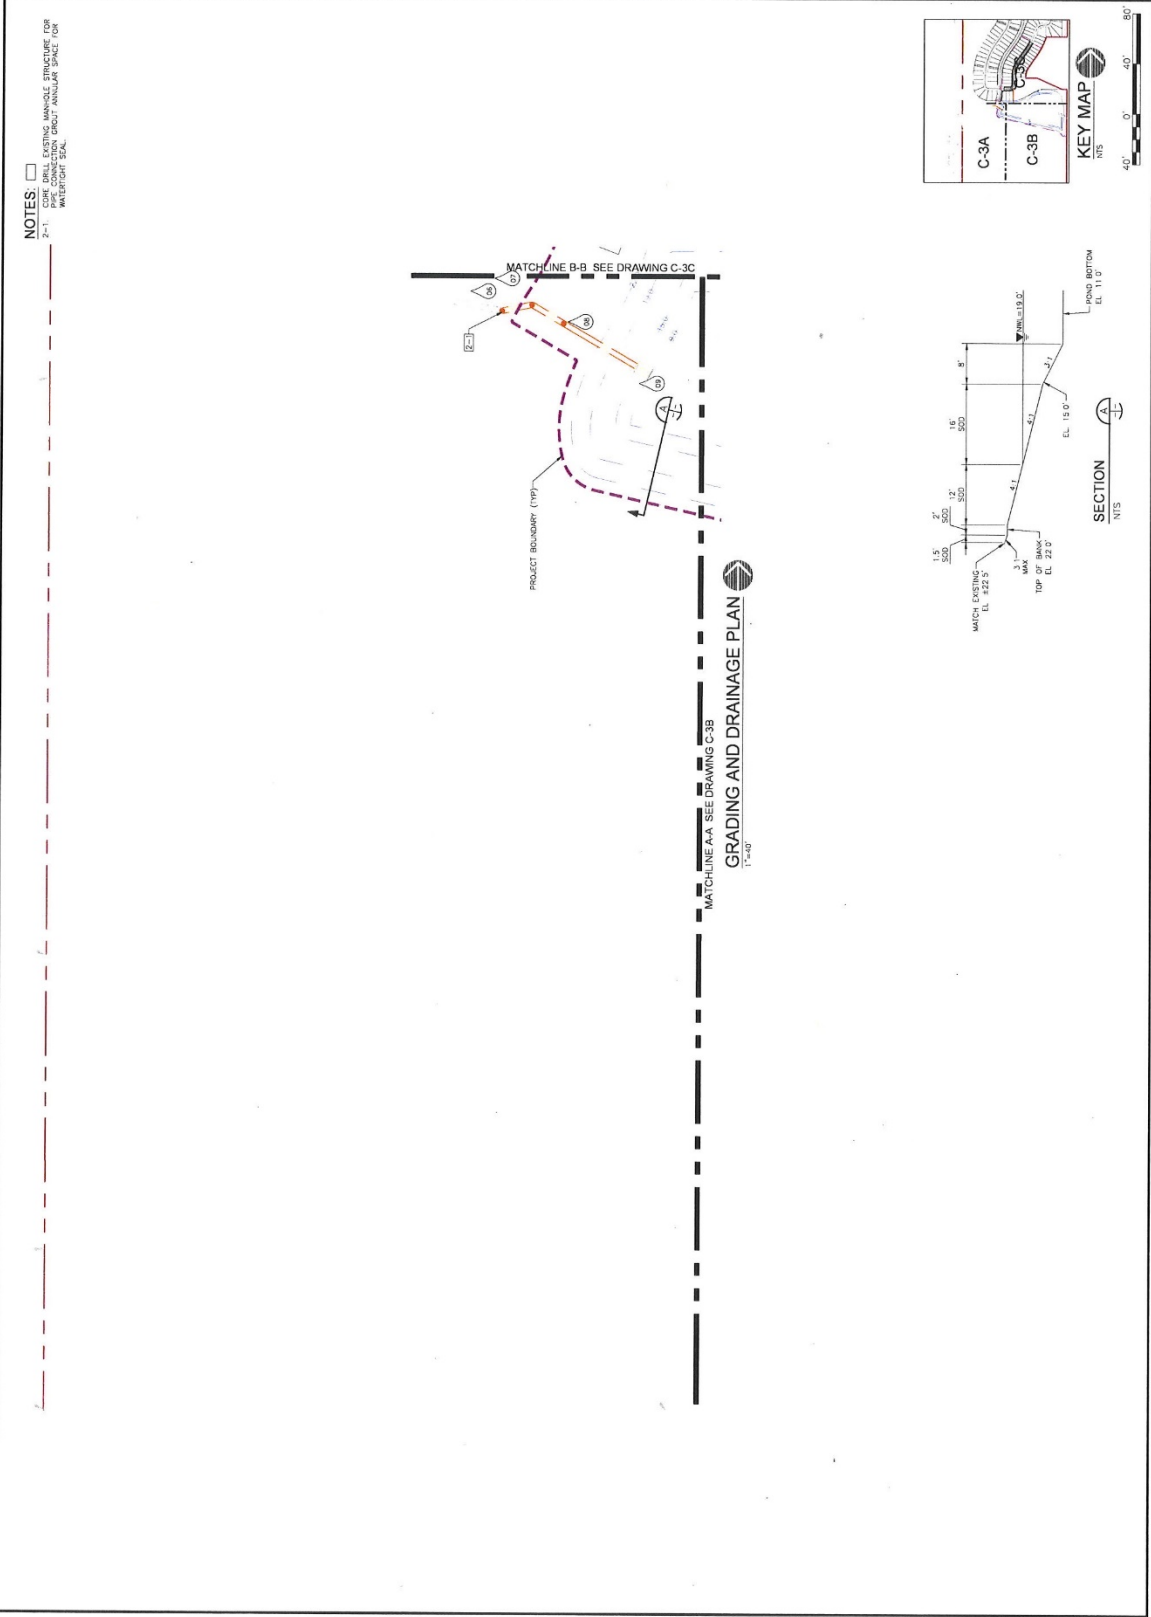 NOTES:
2-1. CORE DRILL EXISTING MANHOLE STRUCTURE FOR
PIPE CONNECTION GROUT ANNULAR SPACE FOR
WATERTIGHT SEAL.
MATCHLINE B-B SEE DRAWING C-3C
06
07
2-1
08
09
A
PROJECT BOUNDARY (TYP)
MATCHLINE A-A SEE DRAWING C-3B
GRADING AND DRAINAGE PLAN
1"=40'
C-3A
C-3B
C-3C
KEY MAP
NTS
40' 0' 40' 80'
1.5' SOD
2' SOD
12' SOD
16' SOD
8'
MATCH EXISTING
EL ±22.5'
3:1
MAX
TOP OF BANK
EL 22.0'
4:1
4:1
3:1
NWL=19.0'
EL. 15.0'
POND BOTTOM
EL 11.0'
SECTION
A
NTS